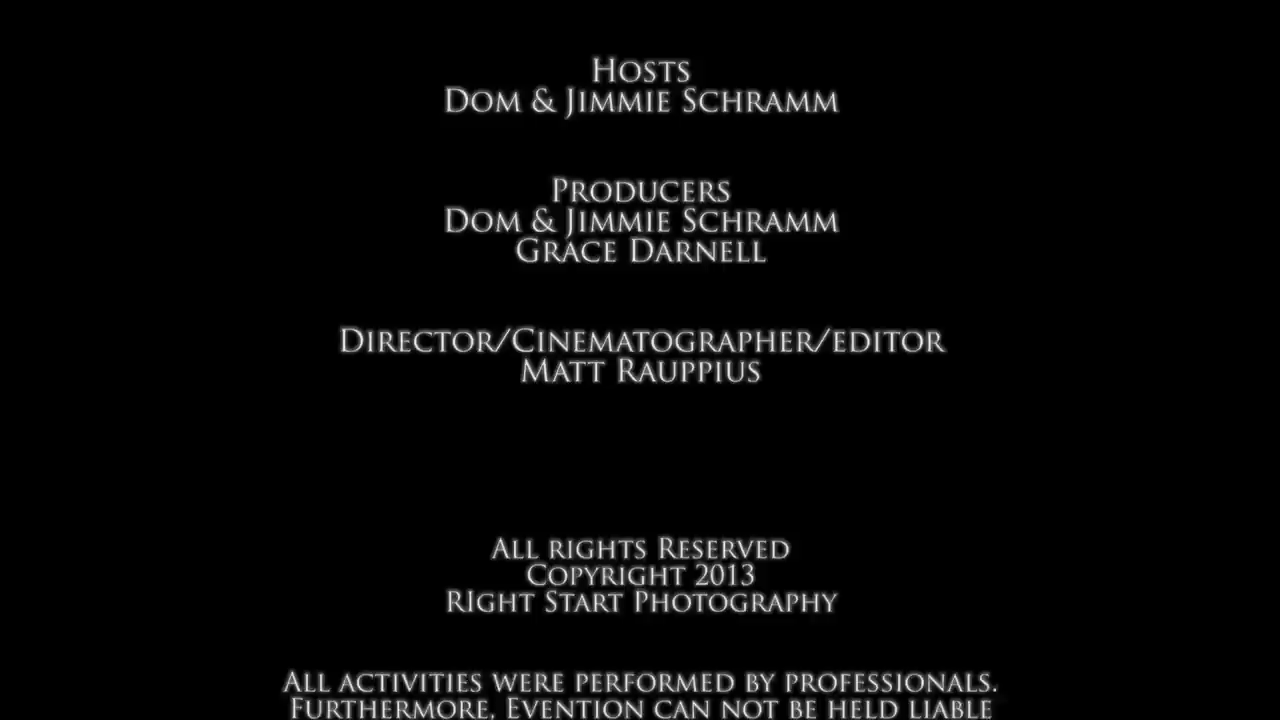 Hosts
Dom & Jimmie Schramm
Producers
Dom & Jimmie Schramm
Grace Darnell
Director/Cinematographer/editor
Matt Rauppius
All rights Reserved
Copyright 2013
RIght Start Photography
All activities were performed by professionals.
Furthermore, Evention can not be held liable